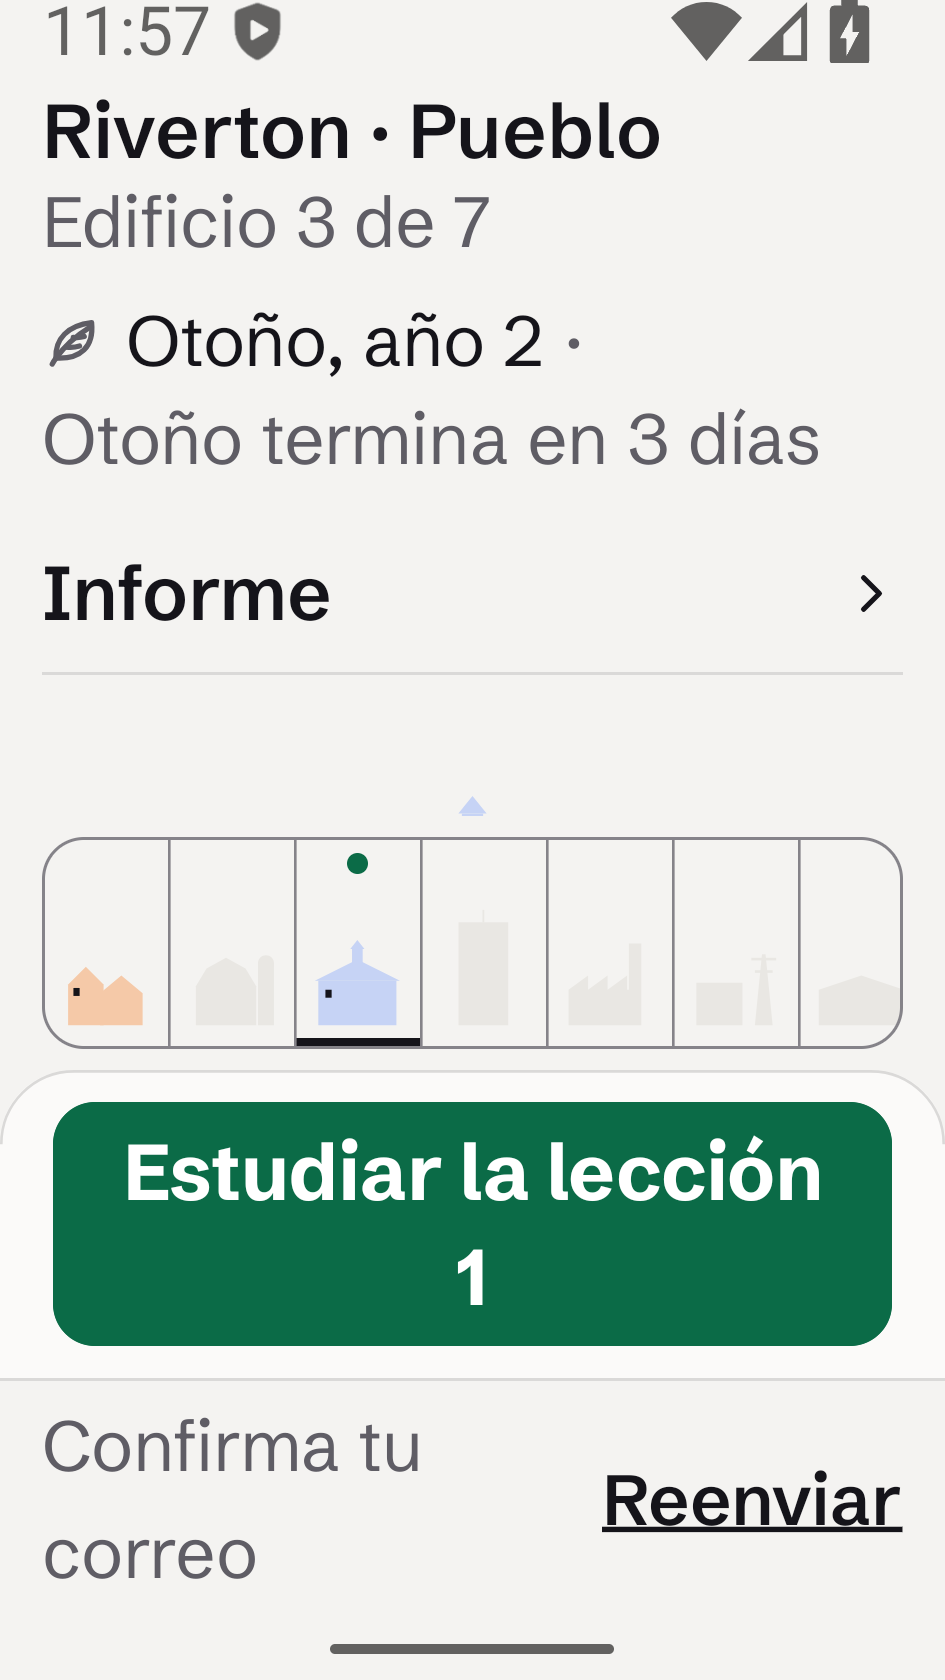 11:57
Riverton · Pueblo
Edificio 3 de 7
Otoño, año 2 ·
Otoño termina en 3 días
Informe
Estudiar la lección
1
Confirma tu
correo
Reenviar